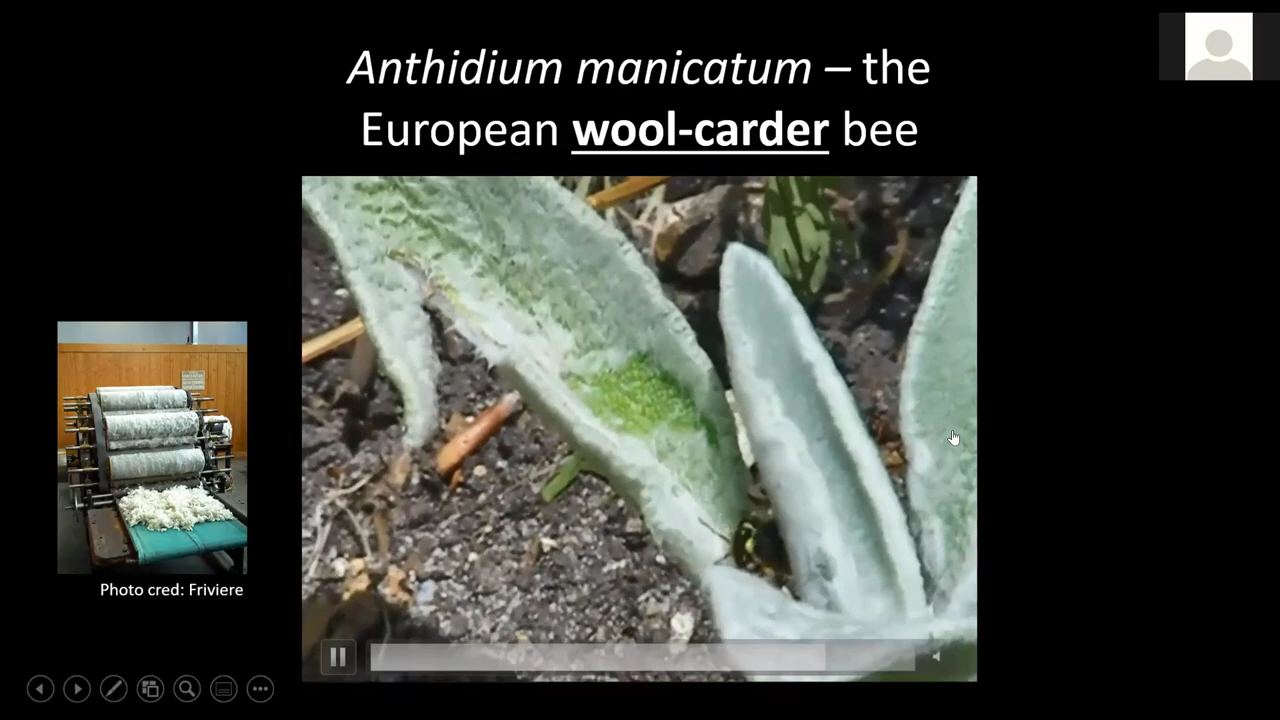 Anthidium manicatum – the
European wool-carder bee
Photo cred: Friviere